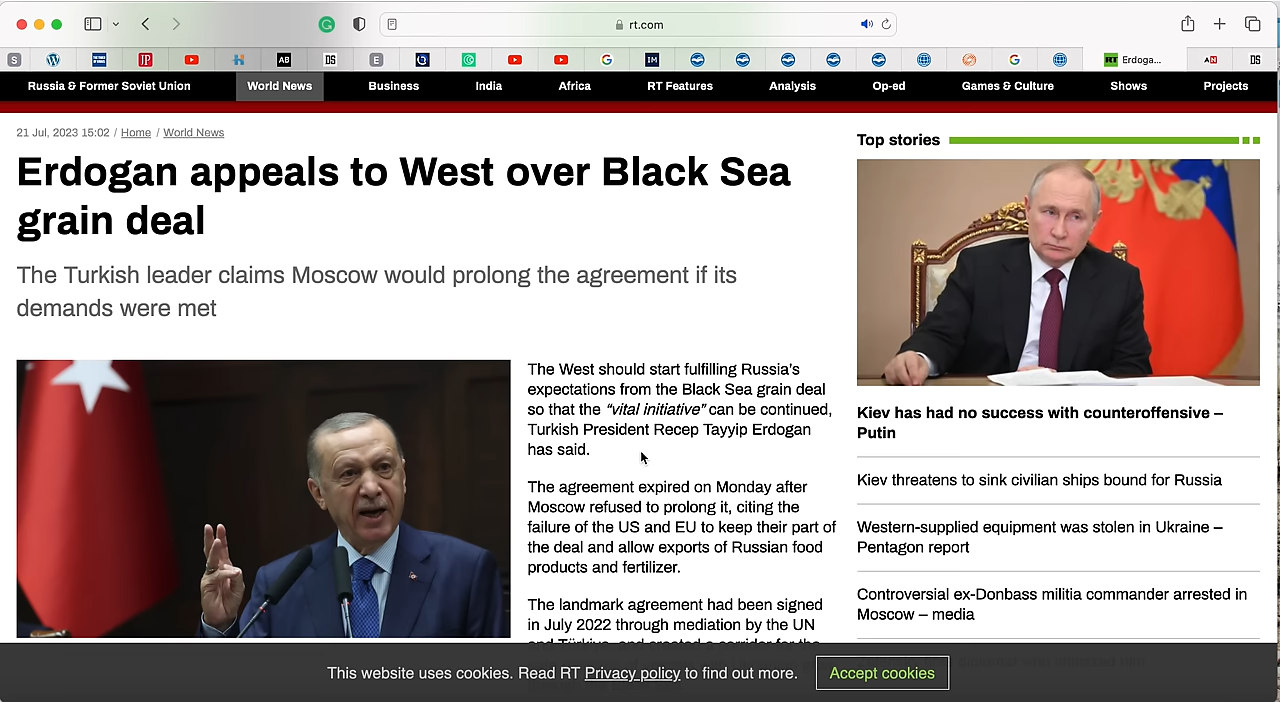 rt.com
Erdoga...
Russia & Former Soviet Union World News Business India Africa RT Features Analysis Op-ed Games & Culture Shows Projects
21 Jul, 2023 15:02 / Home / World News
Erdogan appeals to West over Black Sea
grain deal
The Turkish leader claims Moscow would prolong the agreement if its
demands were met
The West should start fulfilling Russia's
expectations from the Black Sea grain deal
so that the “vital initiative” can be continued,
Turkish President Recep Tayyip Erdogan
has said.
The agreement expired on Monday after
Moscow refused to prolong it, citing the
failure of the US and EU to keep their part of
the deal and allow exports of Russian food
products and fertilizer.
The landmark agreement had been signed
in July 2022 through mediation by the UN
and Türkiye, and created a corridor for the
Top stories
Kiev has had no success with counteroffensive –
Putin
Kiev threatens to sink civilian ships bound for Russia
Western-supplied equipment was stolen in Ukraine –
Pentagon report
Controversial ex-Donbass militia commander arrested in
Moscow – media
This website uses cookies. Read RT Privacy policy to find out more. Accept cookies